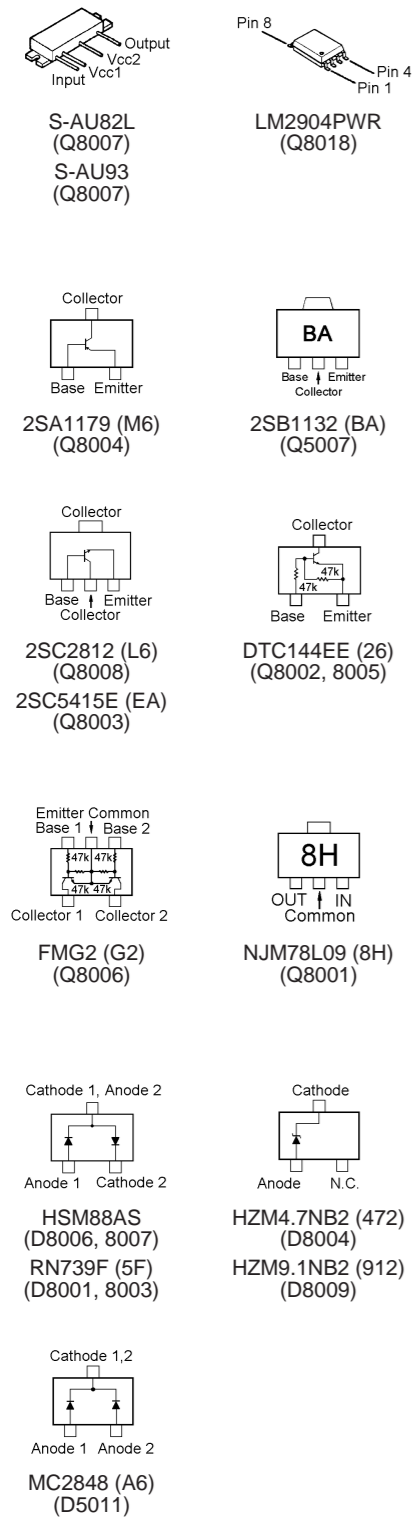 Output
Vcc2
Vcc1
Input
S-AU82L
(Q8007)
S-AU93
(Q8007)
Pin 8
Pin 4
Pin 1
LM2904PWR
(Q8018)
Collector
Base Emitter
2SA1179 (M6)
(Q8004)
BA
Base Emitter
Collector
2SB1132 (BA)
(Q5007)
Collector
Base Emitter
Collector
2SC2812 (L6)
(Q8008)
2SC5415E (EA)
(Q8003)
Collector
47k
47k
Base Emitter
DTC144EE (26)
(Q8002, 8005)
Emitter Common
Base 1 Base 2
47k 47k
47k 47k
Collector 1 Collector 2
FMG2 (G2)
(Q8006)
8H
OUT IN
Common
NJM78L09 (8H)
(Q8001)
Cathode 1, Anode 2
Anode 1 Cathode 2
HSM88AS
(D8006, 8007)
RN739F (5F)
(D8001, 8003)
Cathode
Anode N.C.
HZM4.7NB2 (472)
(D8004)
HZM9.1NB2 (912)
(D8009)
Cathode 1,2
Anode 1 Anode 2
MC2848 (A6)
(D5011)